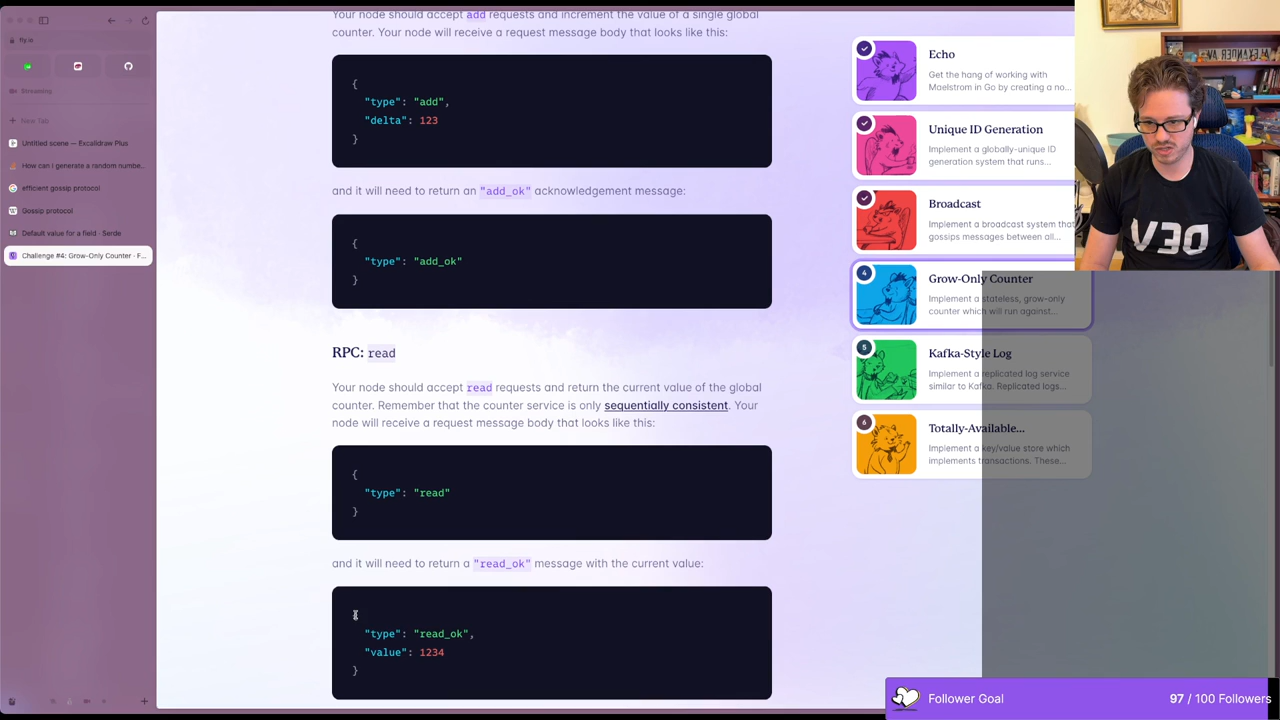 fly.io
Streaming
New Tab
Untitled scene — Excalidraw Plus
How can i generate a random numbe...
efficient gossip protocol
Gossip protocol
Default value for a field · Serde
Challenge #4: Grow-Only Counter · F...
Your node should accept add requests and increment the value of a single global
counter. Your node will receive a request message body that looks like this:
{
"type": "add",
"delta": 123
}
and it will need to return an "add_ok" acknowledgement message:
{
"type": "add_ok"
}
RPC: read
Your node should accept read requests and return the current value of the global
counter. Remember that the counter service is only sequentially consistent. Your
node will receive a request message body that looks like this:
{
"type": "read"
}
and it will need to return a "read_ok" message with the current value:
{
"type": "read_ok",
"value": 1234
}
Echo
Get the hang of working with
Maelstrom in Go by creating a no...
Unique ID Generation
Implement a globally-unique ID
generation system that runs...
Broadcast
Implement a broadcast system that
gossips messages between all...
4
Grow-Only Counter
Implement a stateless, grow-only
counter which will run against...
5
Kafka-Style Log
Implement a replicated log service
similar to Kafka. Replicated logs...
6
Totally-Available...
Implement a key/value store which
implements transactions. These...
DEV
Follower Goal
97 / 100 Followers